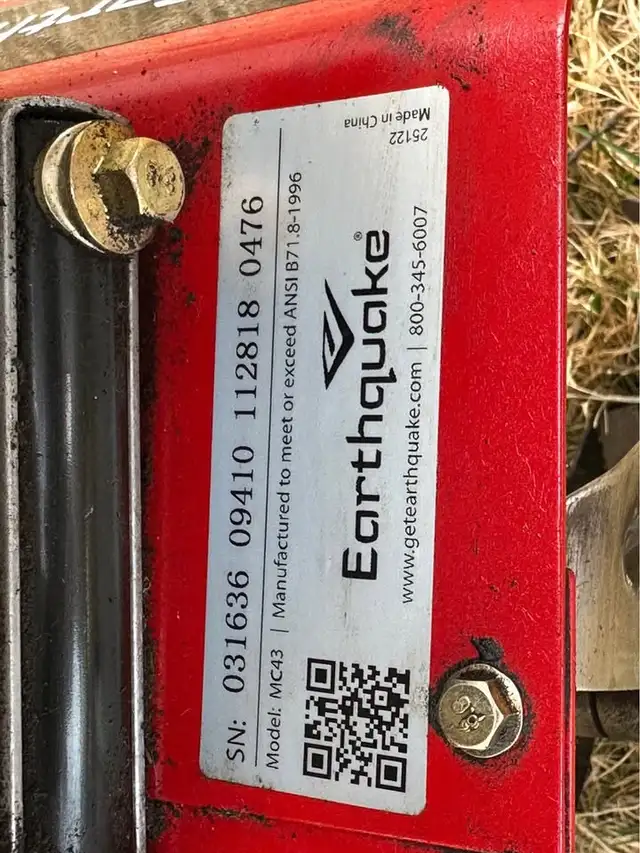 SN: 031636 09410 112818 0476
Model: MC43 | Manufactured to meet or exceed ANSI B71.8-1996
Earthquake®
www.getearthquake.com | 800-345-6007
25122
Made in China